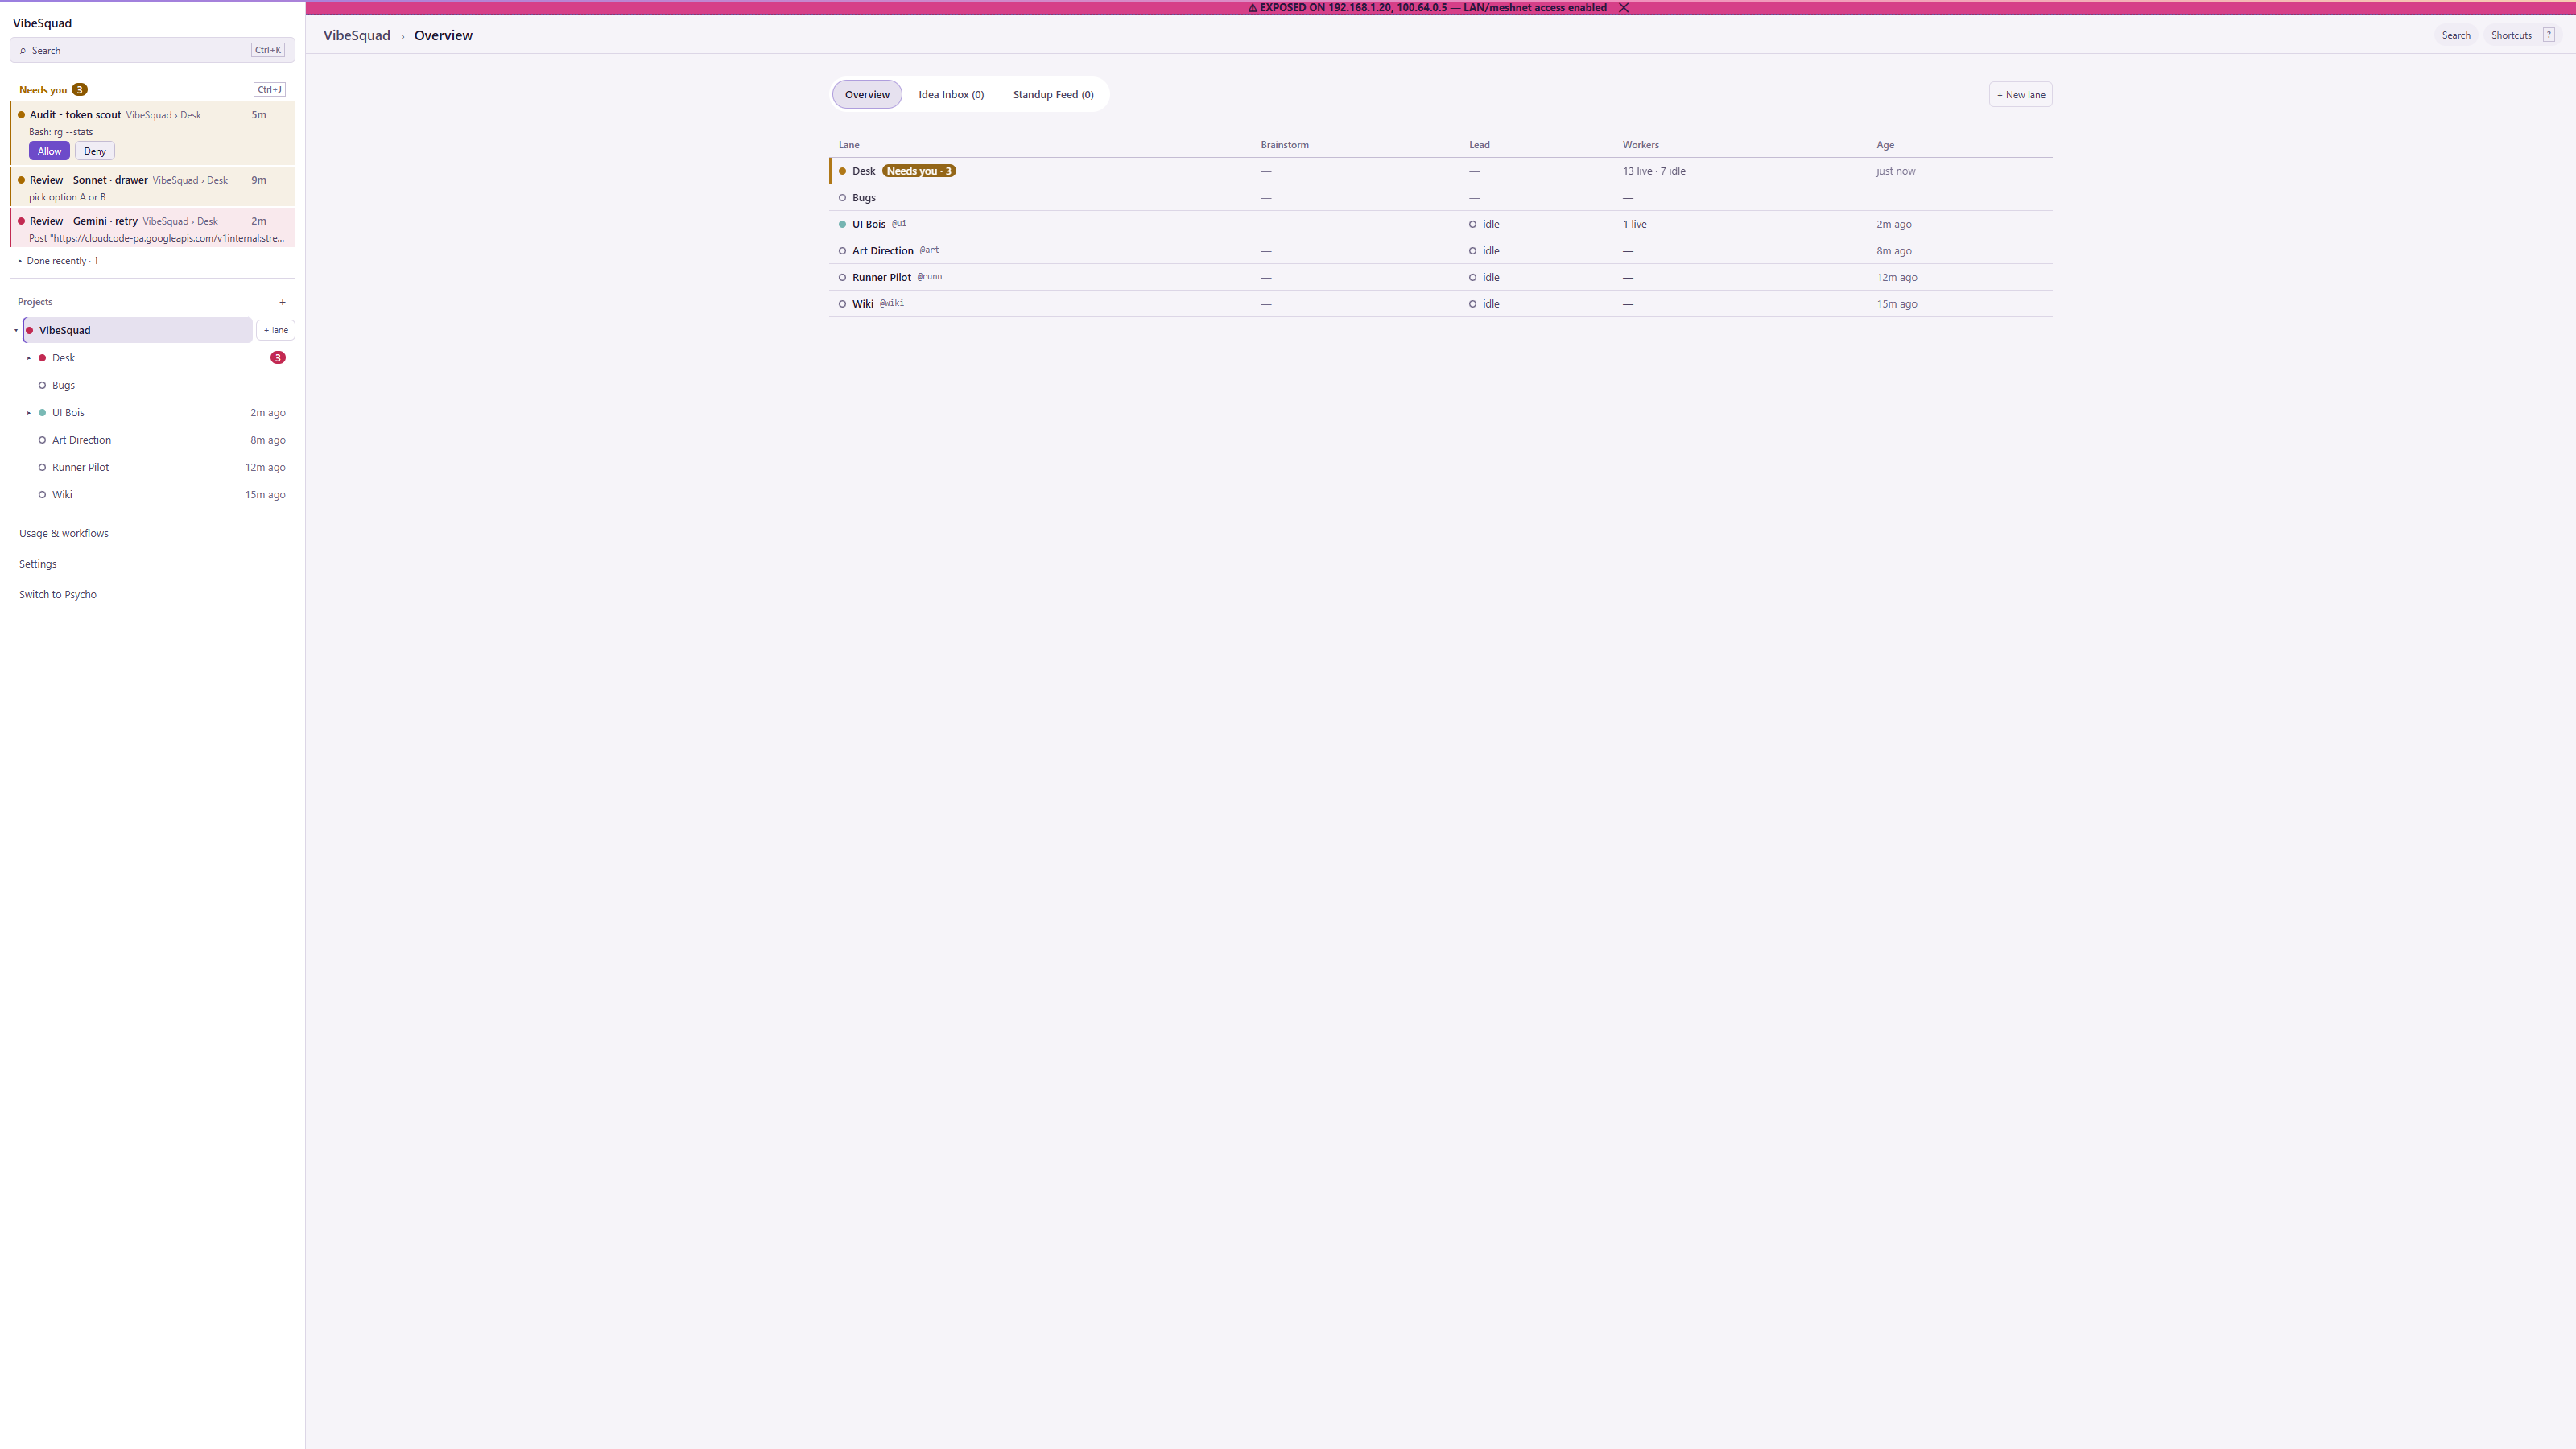 VibeSquad
⌕ Search Ctrl+K
Needs you 3 Ctrl+J
Audit - token scout VibeSquad › Desk 5m
Bash: rg --stats
Allow Deny
Review - Sonnet · drawer VibeSquad › Desk 9m
pick option A or B
Review - Gemini · retry VibeSquad › Desk 2m
Post "https://cloudcode-pa.googleapis.com/v1internal:stre...
▸ Done recently · 1
Projects +
▾ VibeSquad + lane
▸ Desk 3
Bugs
▸ UI Bois 2m ago
Art Direction 8m ago
Runner Pilot 12m ago
Wiki 15m ago
Usage & workflows
Settings
Switch to Psycho
⚠ EXPOSED ON 192.168.1.20, 100.64.0.5 — LAN/meshnet access enabled ✕
VibeSquad › Overview Search Shortcuts ?
Overview Idea Inbox (0) Standup Feed (0) + New lane
Lane Brainstorm Lead Workers Age
Desk Needs you · 3 — — 13 live · 7 idle just now
Bugs — — —
UI Bois @ui — idle 1 live 2m ago
Art Direction @art — idle — 8m ago
Runner Pilot @runn — idle — 12m ago
Wiki @wiki — idle — 15m ago